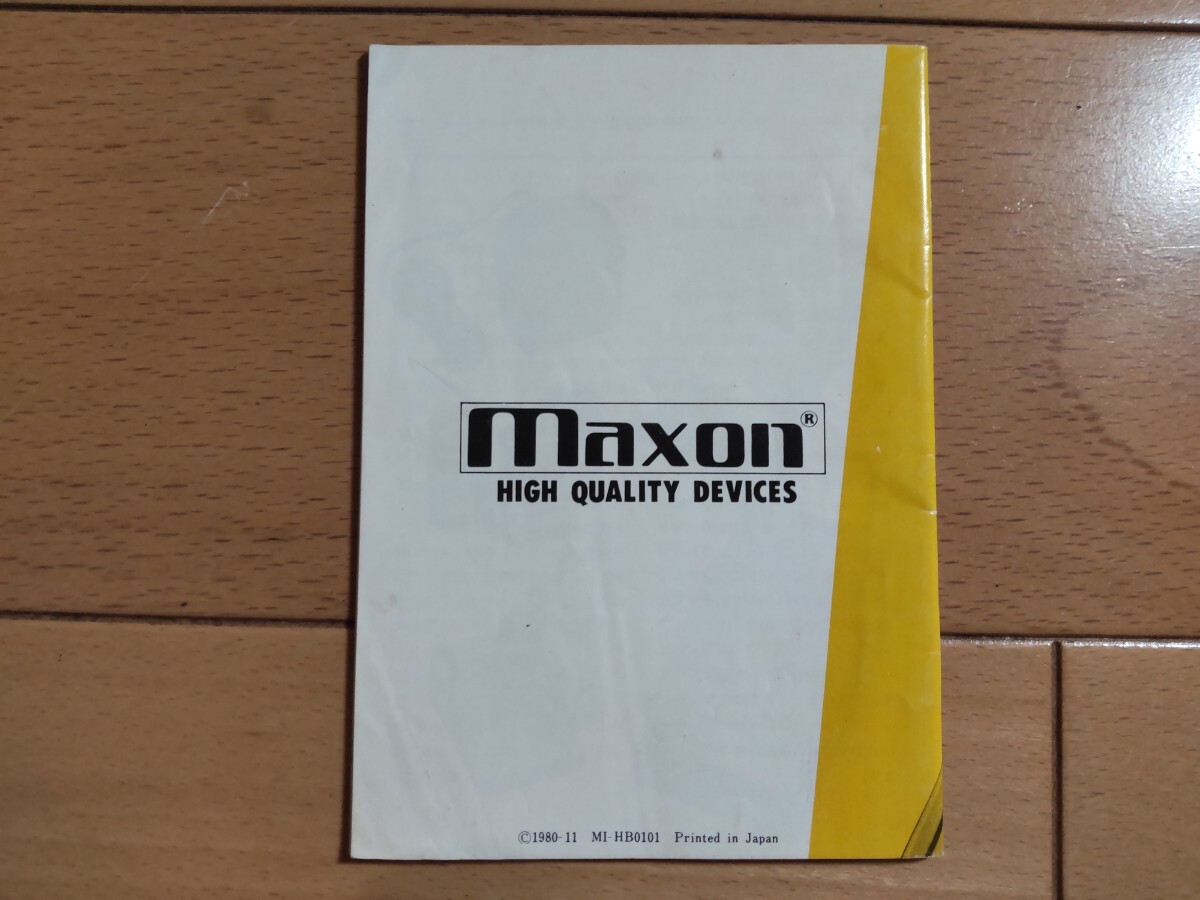 maxon®
HIGH QUALITY DEVICES
©1980-11 MI-HB0101 Printed in Japan